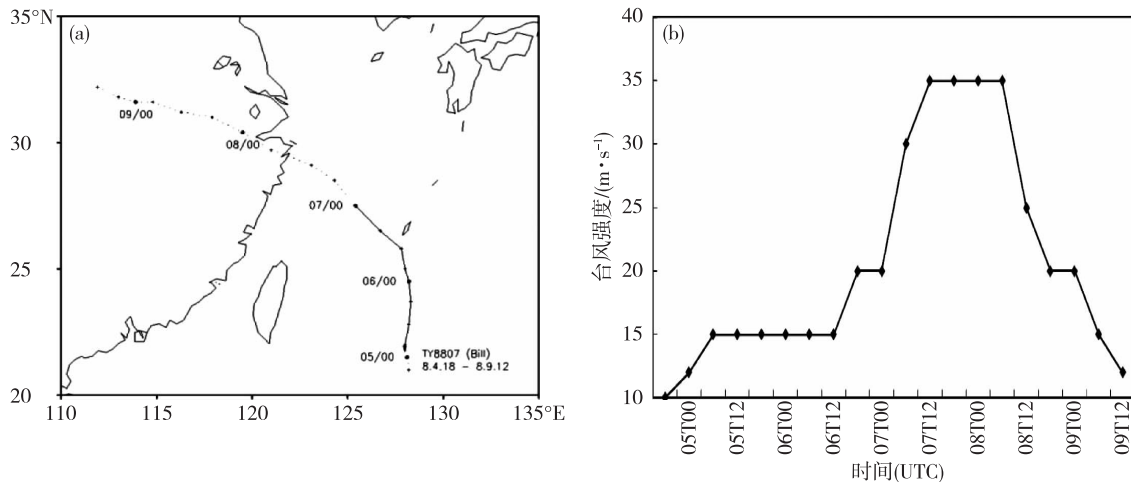 35°N
(a)
09/00
30
08/00
07/00
25
06/00
05/00
TY8807 (Bill)
8.4.18 – 8.9.12
20
110
115
120
125
130
135°E
40
(b)
35
30
25
20
15
10
台风强度/(m·s⁻¹)
05T00
05T12
06T00
06T12
07T00
07T12
08T00
08T12
09T00
09T12
时间(UTC)